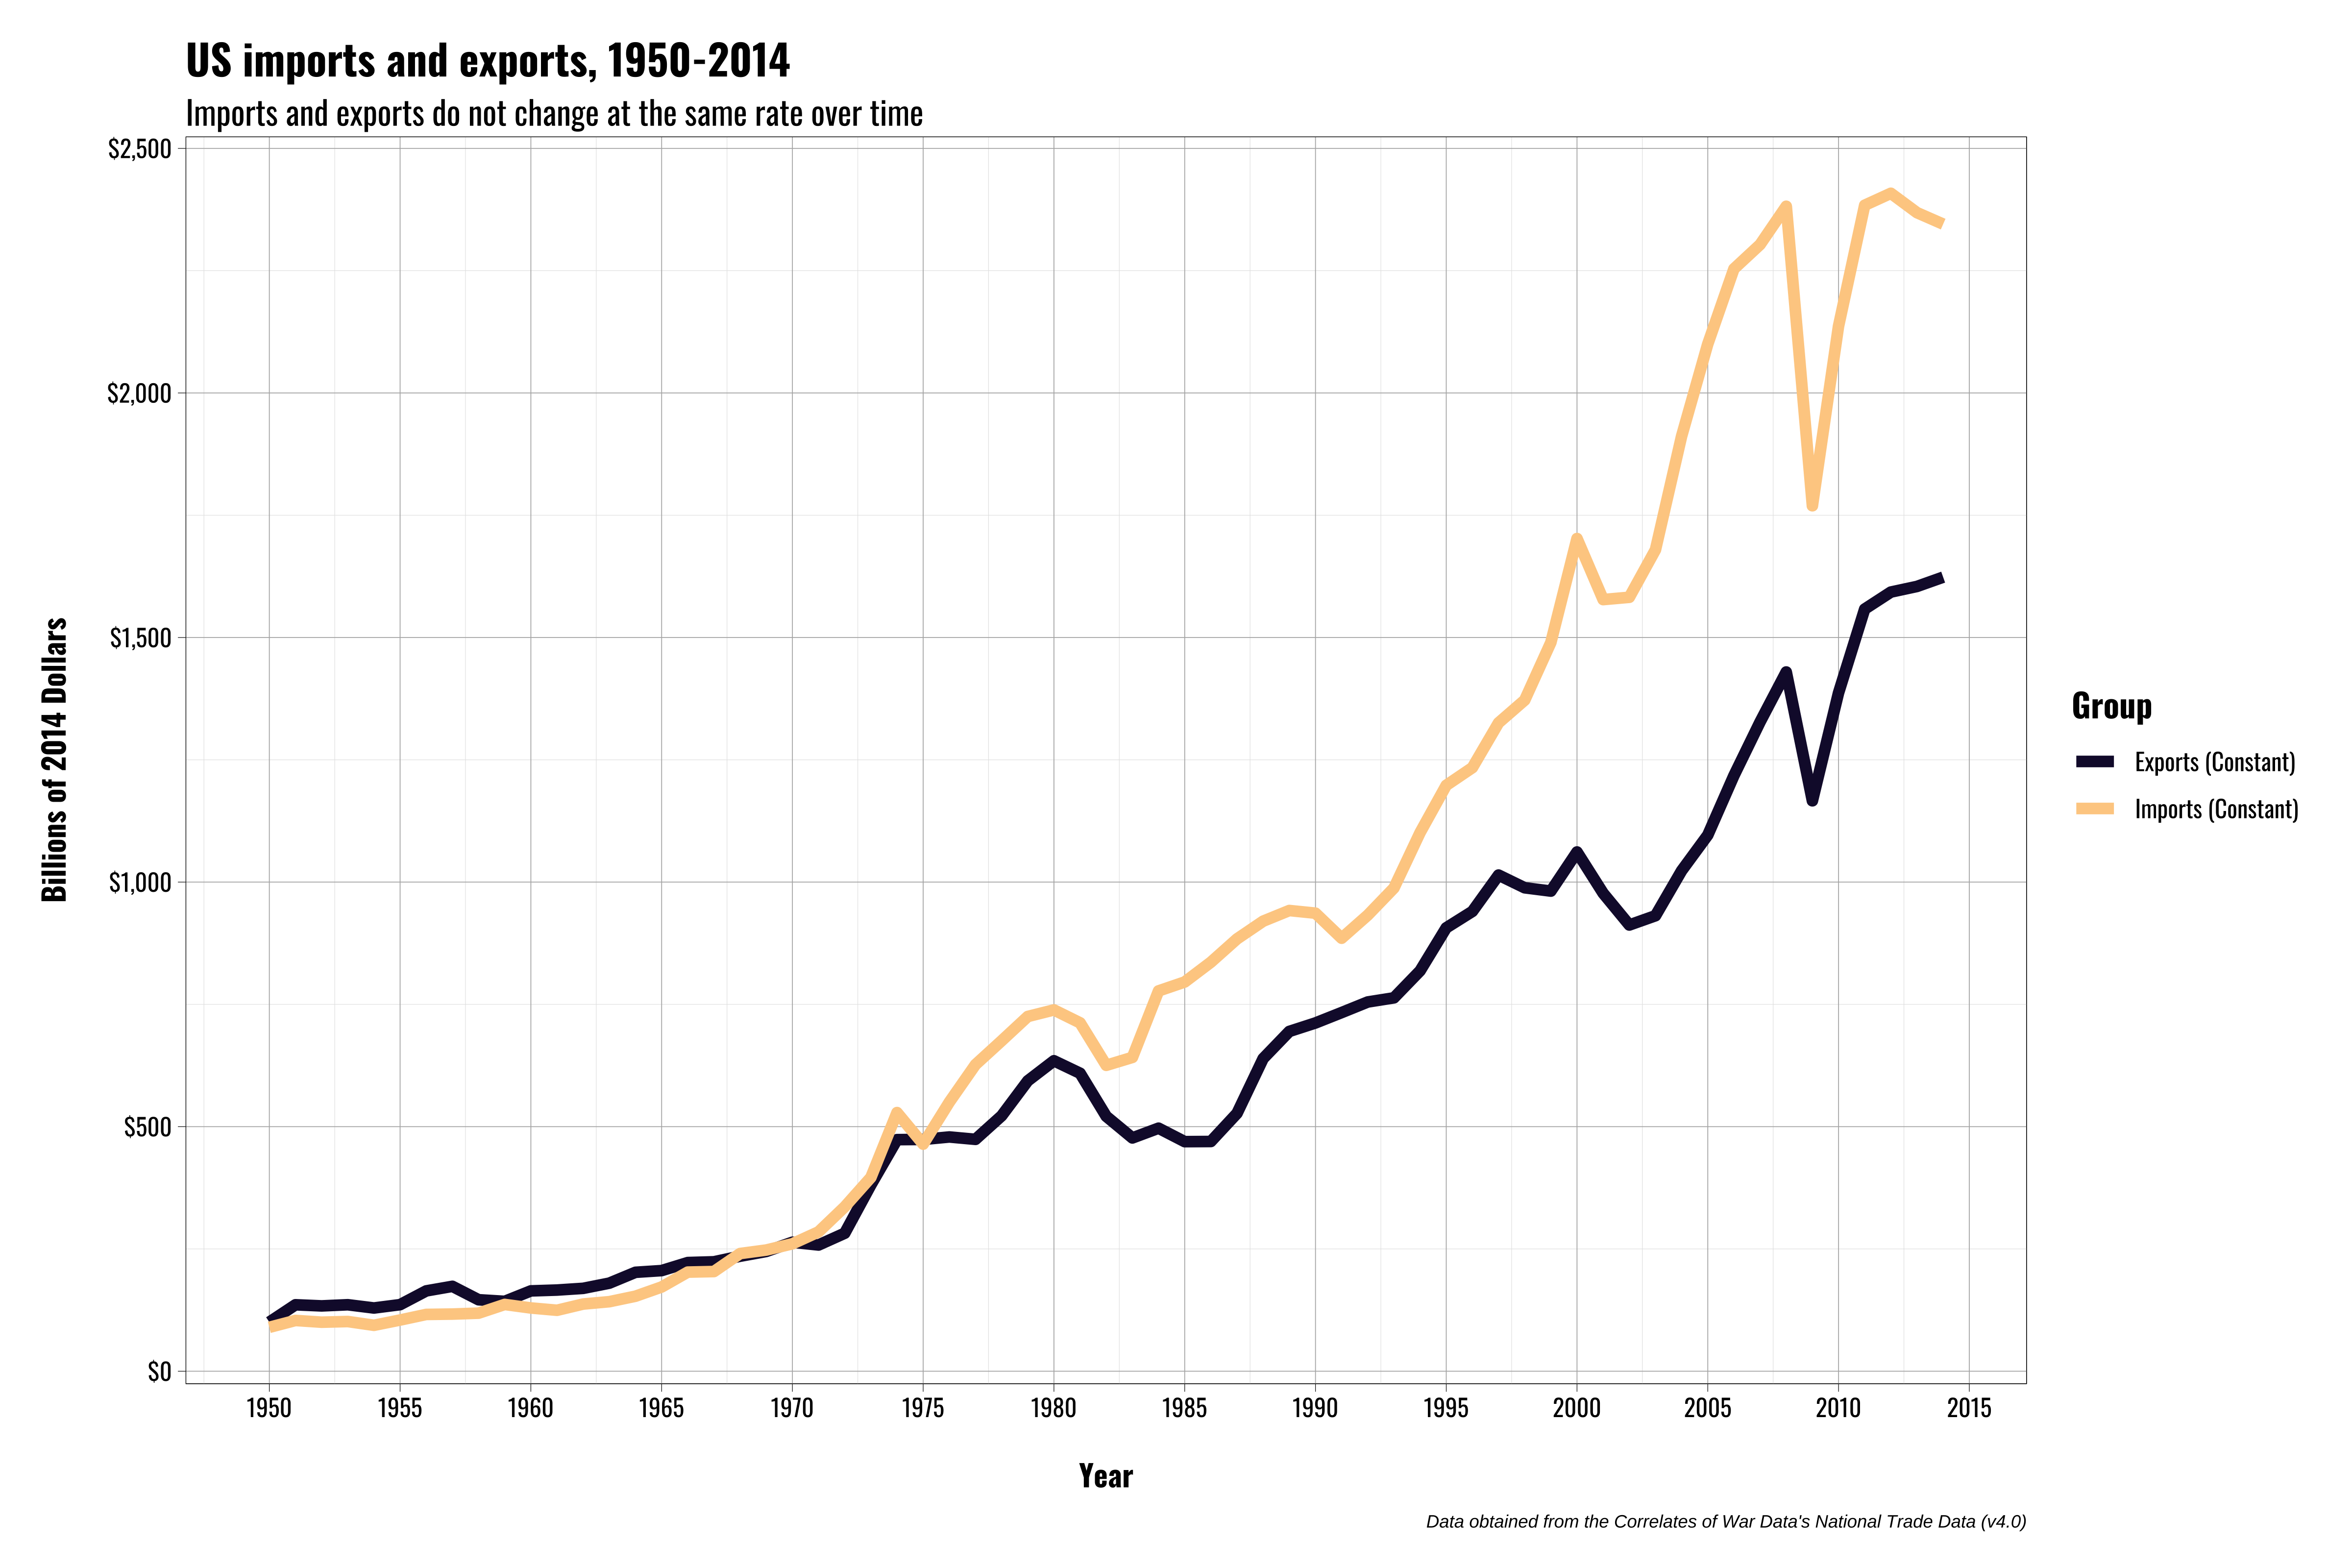 US imports and exports, 1950-2014
Imports and exports do not change at the same rate over time
$2,500
$2,000
$1,500
$1,000
$500
$0
Billions of 2014 Dollars
1950 1955 1960 1965 1970 1975 1980 1985 1990 1995 2000 2005 2010 2015
Year
Group
Exports (Constant)
Imports (Constant)
Data obtained from the Correlates of War Data's National Trade Data (v4.0)